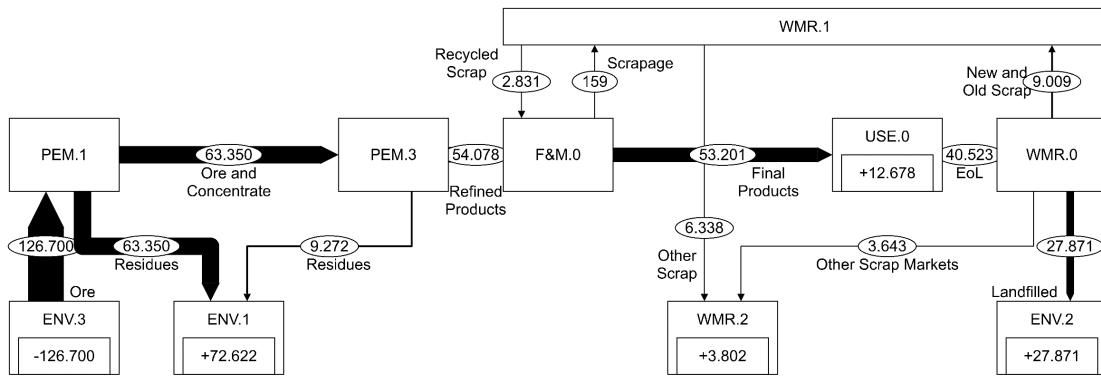 WMR.1
Recycled
Scrap
2.831
Scrapage
159
New and
Old Scrap
9.009
PEM.1
63.350
Ore and
Concentrate
PEM.3
54.078
Refined
Products
F&M.0
53.201
Final
Products
USE.0
+12.678
40.523
EoL
WMR.0
126.700
Ore
63.350
Residues
9.272
Residues
6.338
Other
Scrap
3.643
Other Scrap Markets
27.871
Landfilled
ENV.3
-126.700
ENV.1
+72.622
WMR.2
+3.802
ENV.2
+27.871